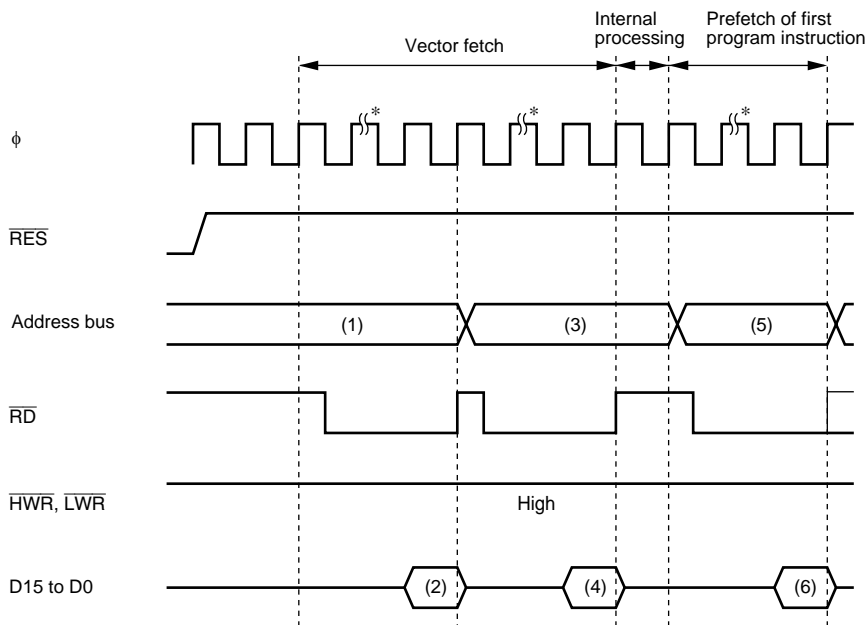 Vector fetch
Internal
processing
Prefetch of first
program instruction
ϕ
*
*
*
RES
Address bus
(1)
(3)
(5)
RD
HWR, LWR
High
D15 to D0
(2)
(4)
(6)